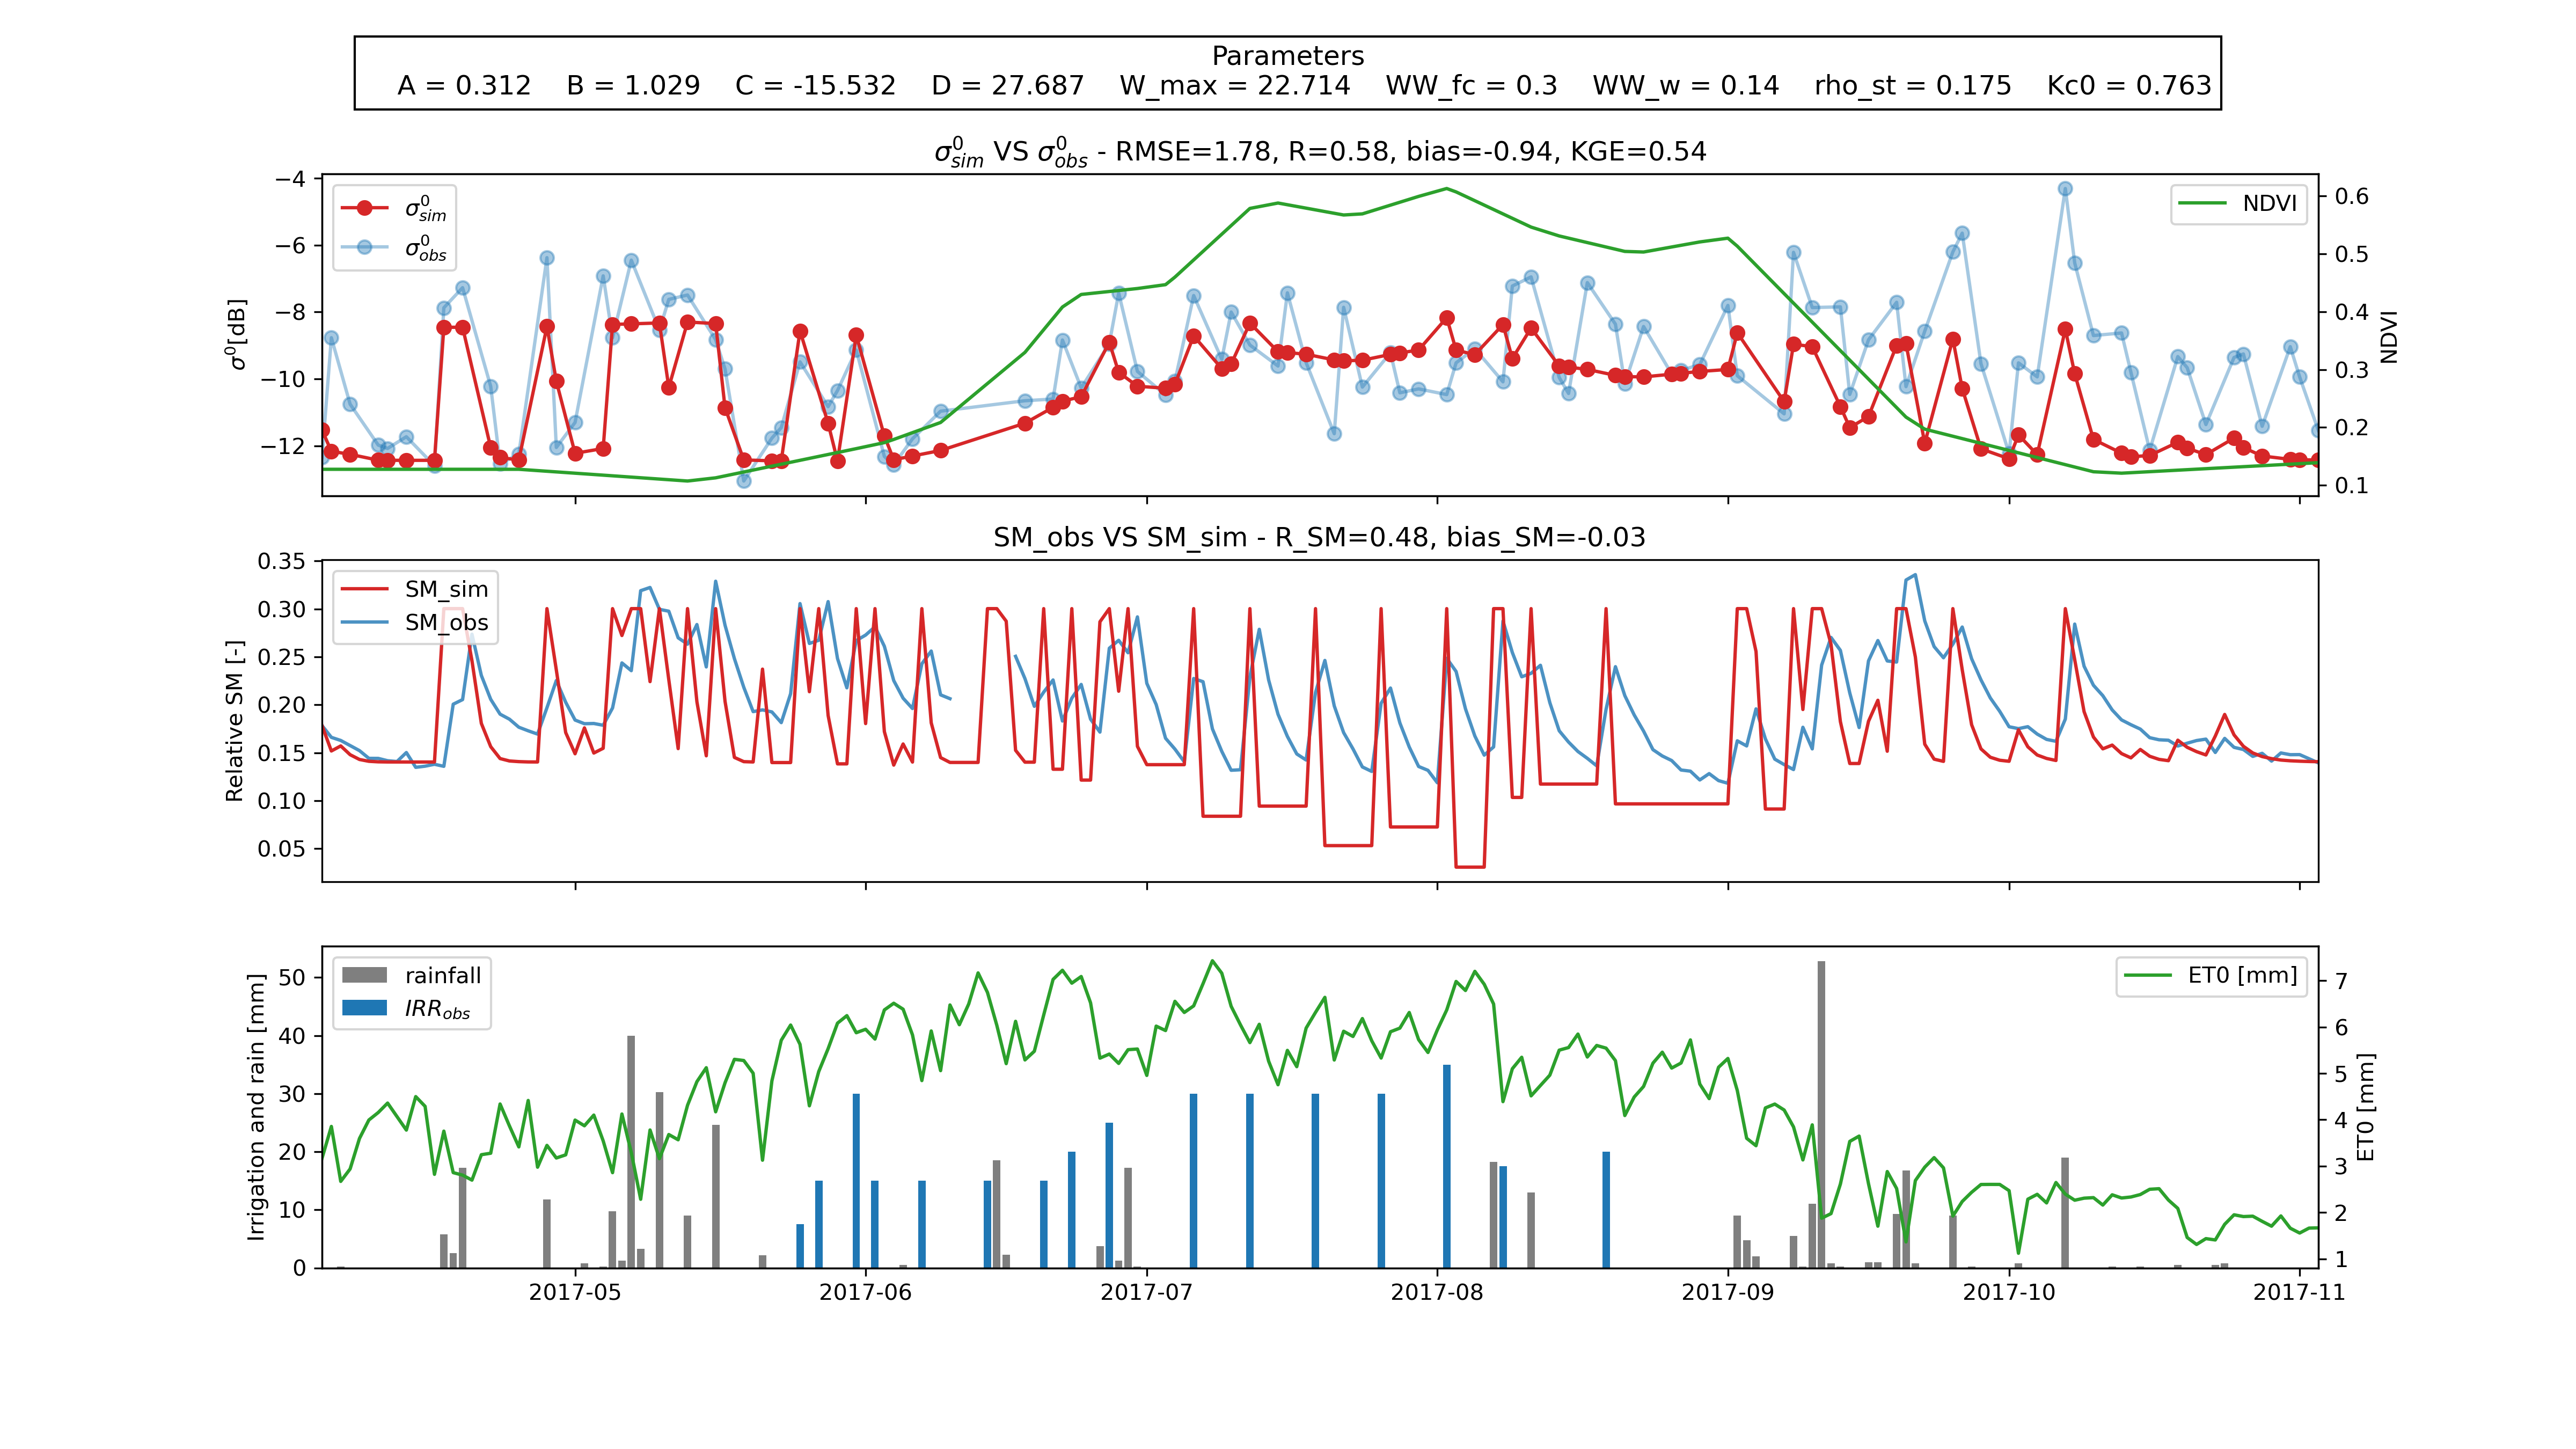 Parameters
A = 0.312 B = 1.029 C = -15.532 D = 27.687 W_max = 22.714 WW_fc = 0.3 WW_w = 0.14 rho_st = 0.175 Kc0 = 0.763
σ⁰sim VS σ⁰obs - RMSE=1.78, R=0.58, bias=-0.94, KGE=0.54
σ⁰[dB]
−4
−6
−8
−10
−12
σ⁰sim
σ⁰obs
NDVI
0.6
0.5
0.4
0.3
0.2
0.1
NDVI
SM_obs VS SM_sim - R_SM=0.48, bias_SM=-0.03
Relative SM [-]
0.35
0.30
0.25
0.20
0.15
0.10
0.05
SM_sim
SM_obs
Irrigation and rain [mm]
50
40
30
20
10
0
rainfall
IRRobs
ET0 [mm]
7
6
5
4
3
2
1
ET0 [mm]
2017-05 2017-06 2017-07 2017-08 2017-09 2017-10 2017-11